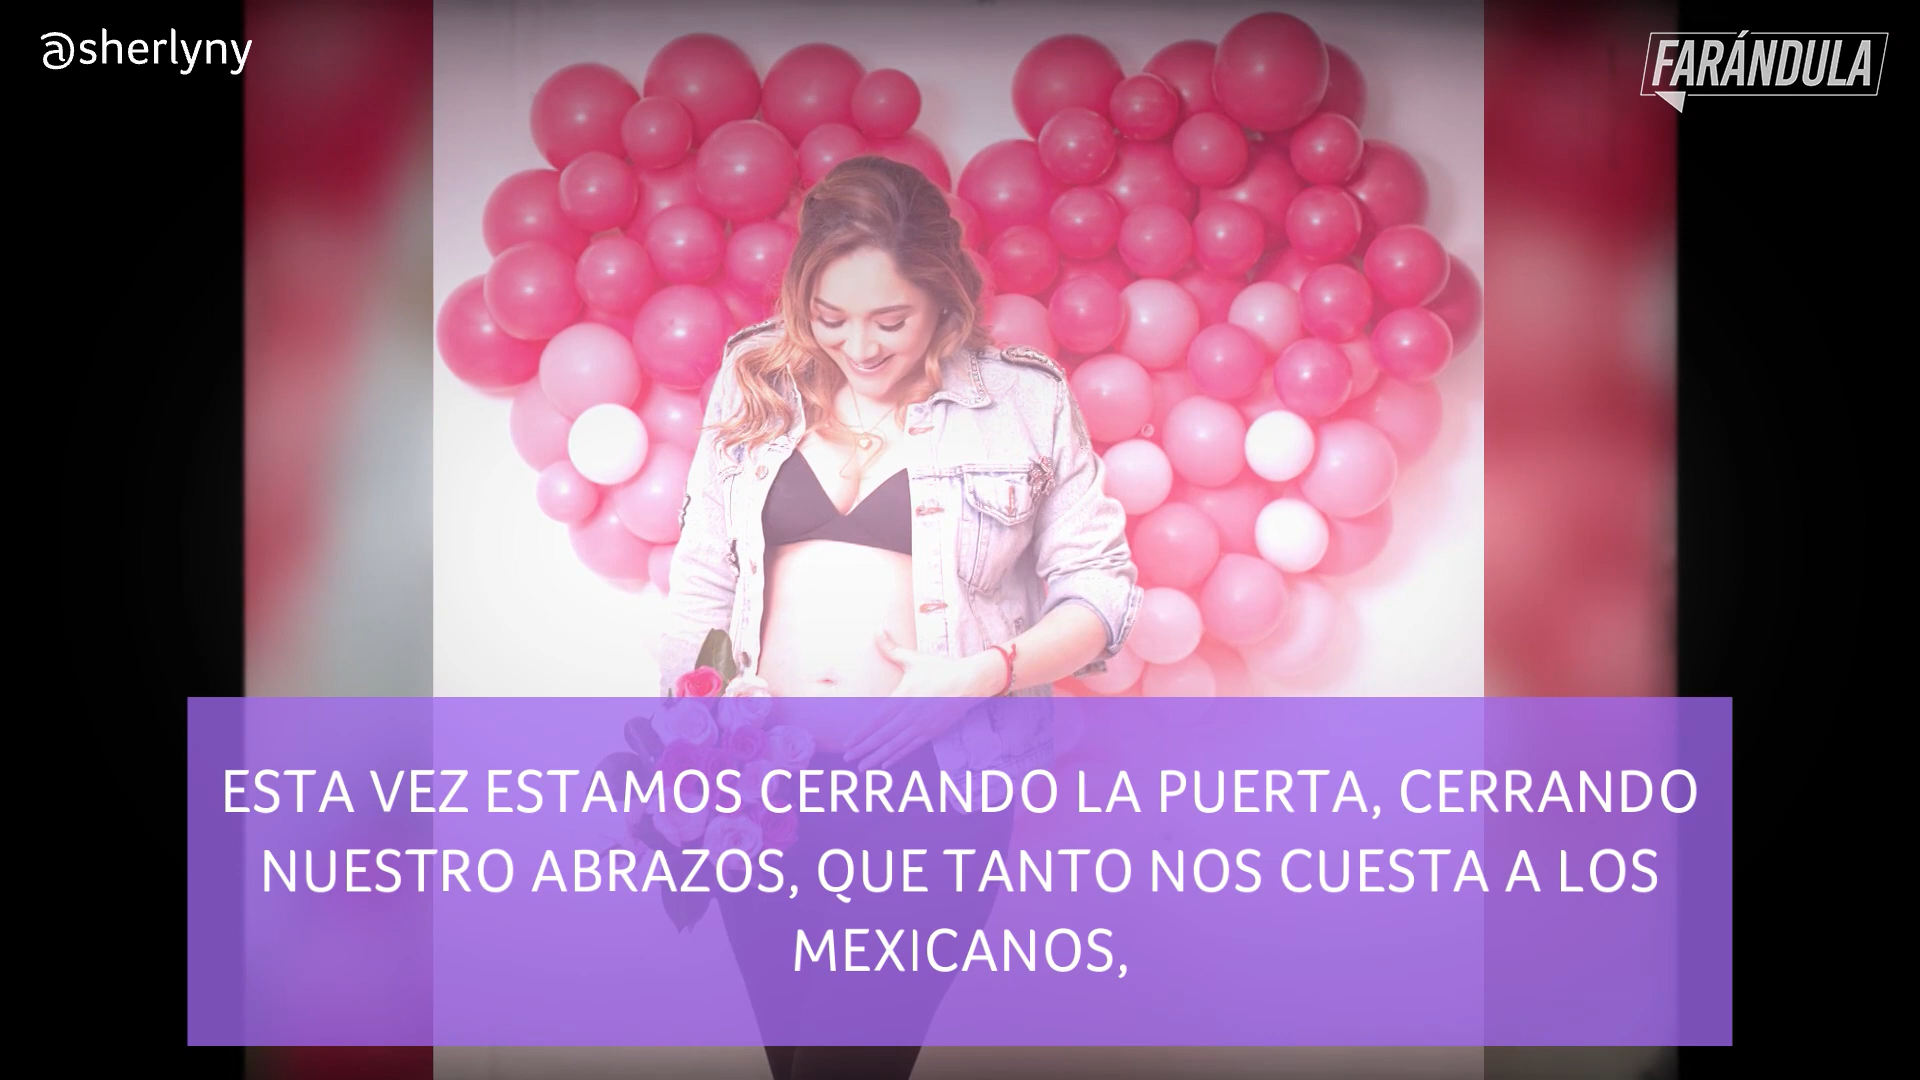 @sherlyny
FARÁNDULA
ESTA VEZ ESTAMOS CERRANDO LA PUERTA, CERRANDO
NUESTRO ABRAZOS, QUE TANTO NOS CUESTA A LOS
MEXICANOS,